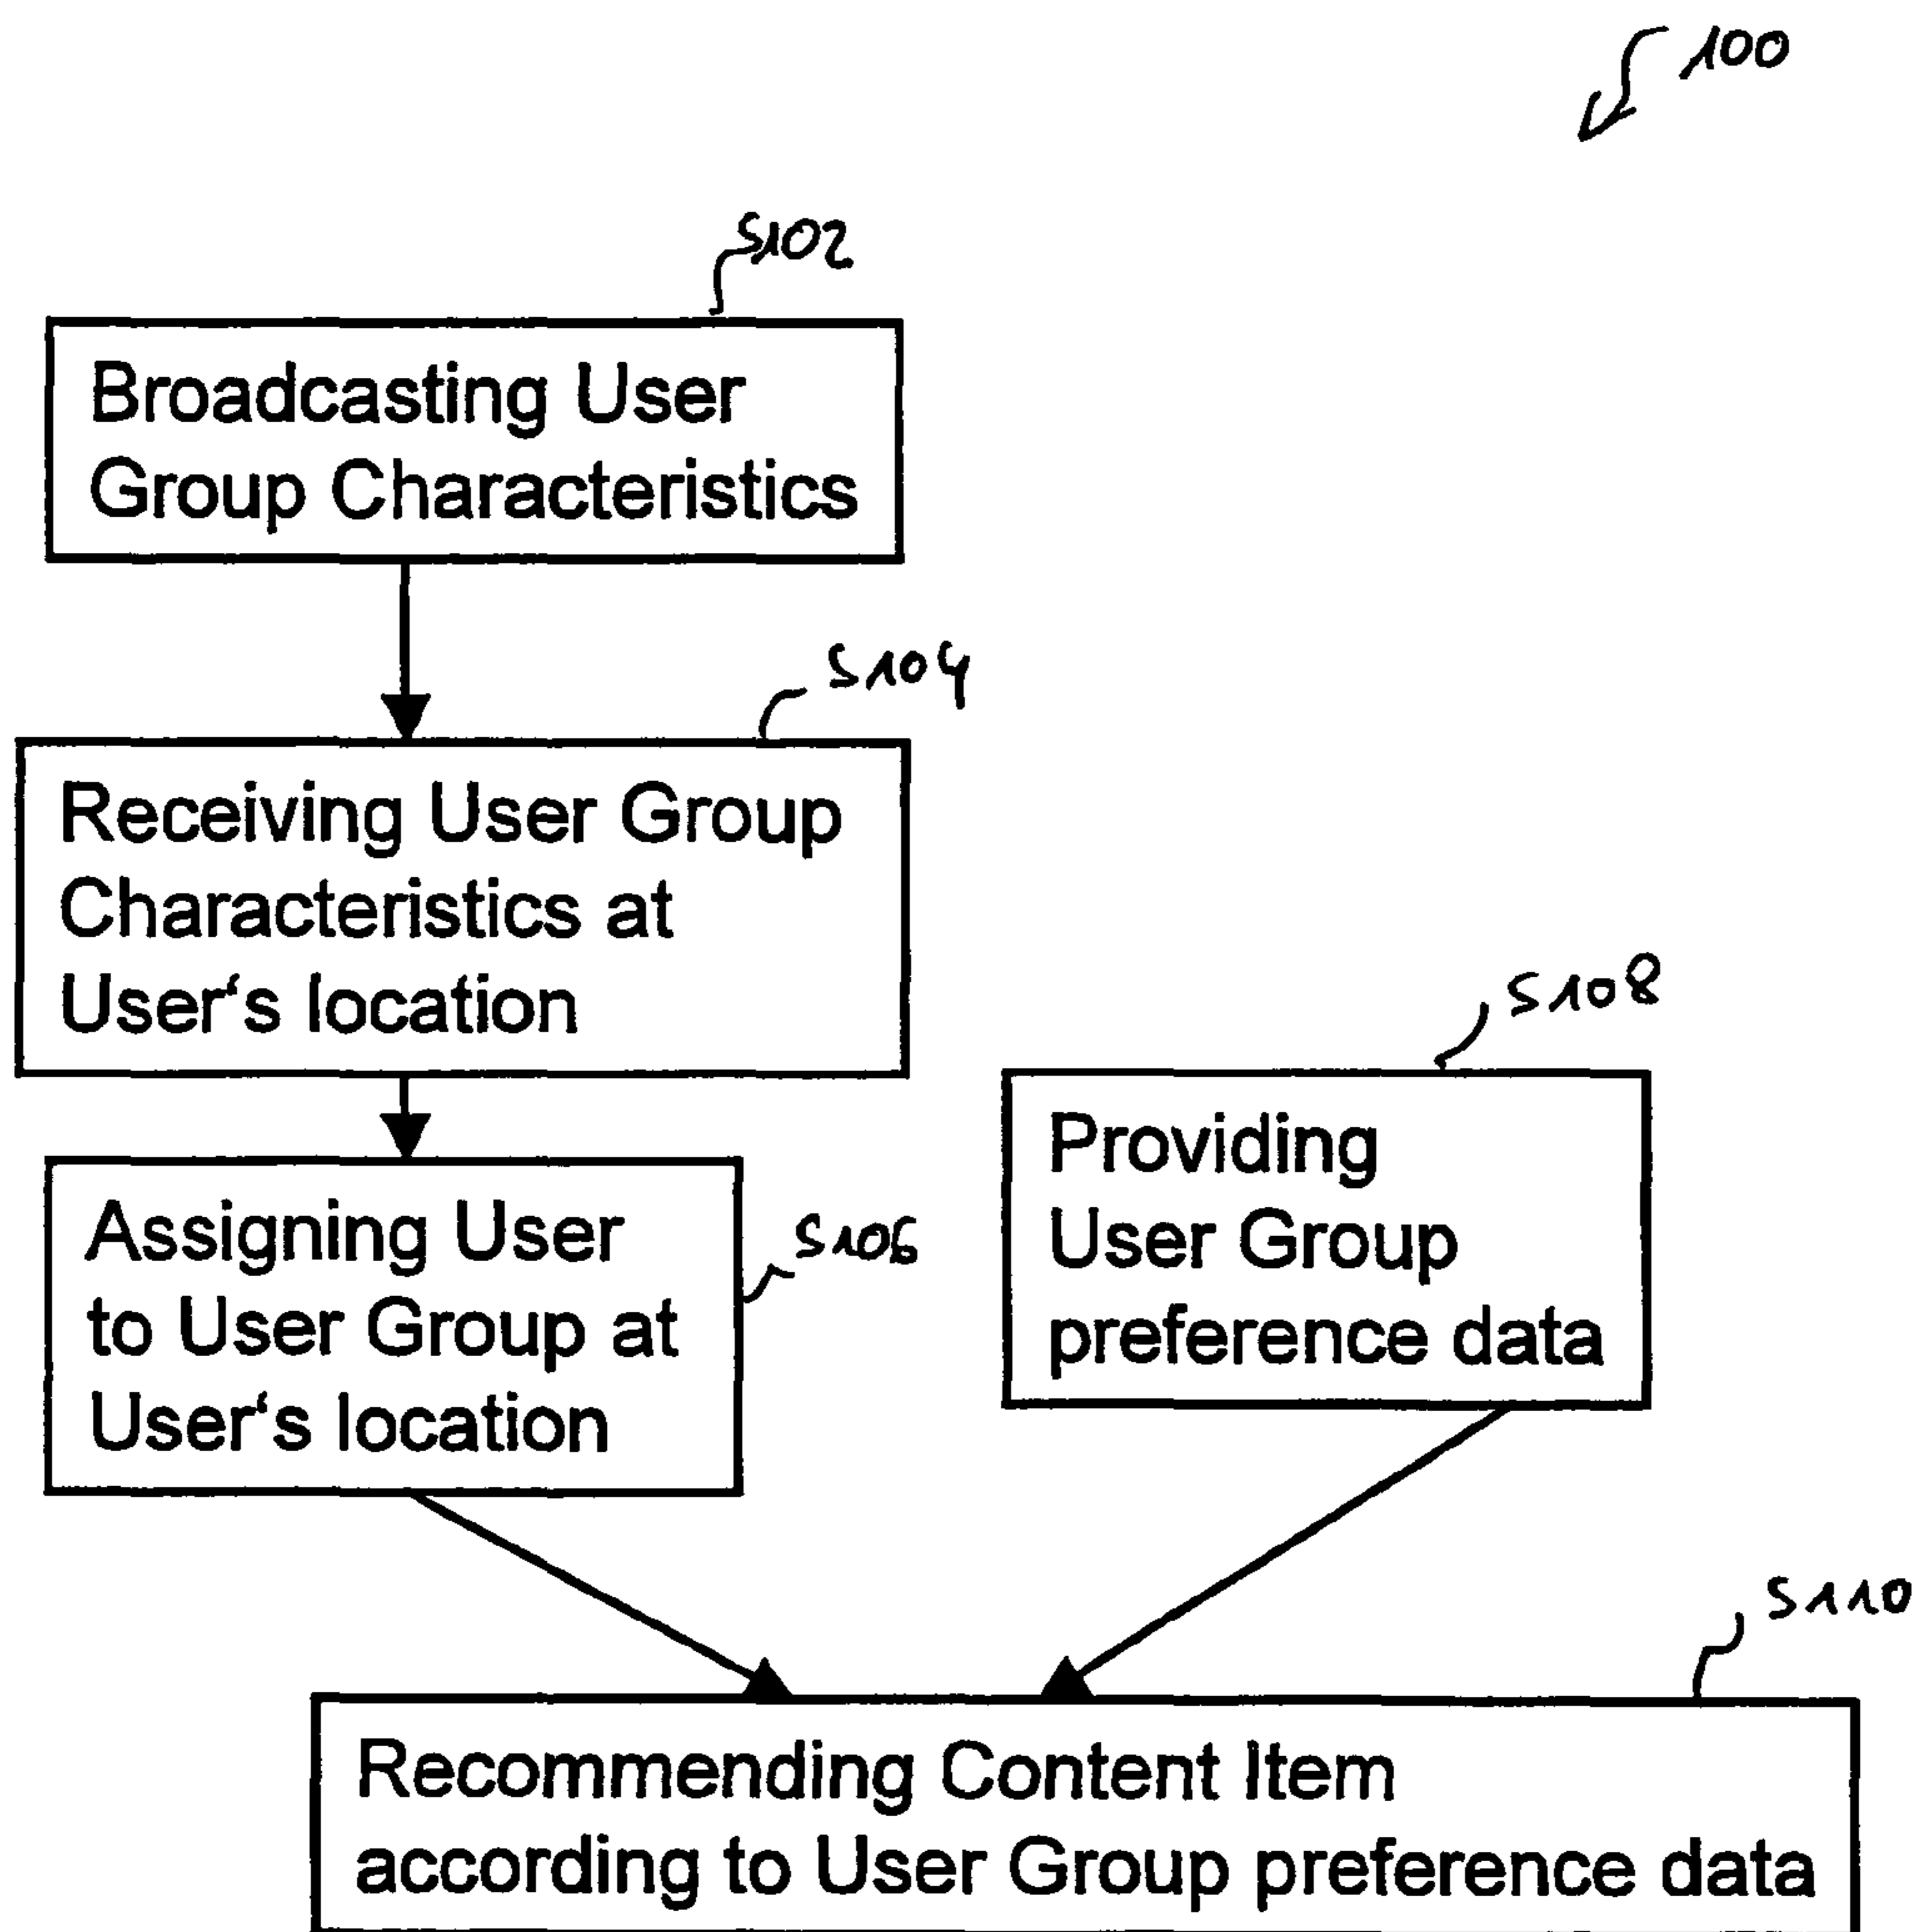 100
S102
Broadcasting User
Group Characteristics
S104
Receiving User Group
Characteristics at
User‘s location
S108
Providing
User Group
preference data
Assigning User
to User Group at
User‘s location
S106
S110
Recommending Content Item
according to User Group preference data